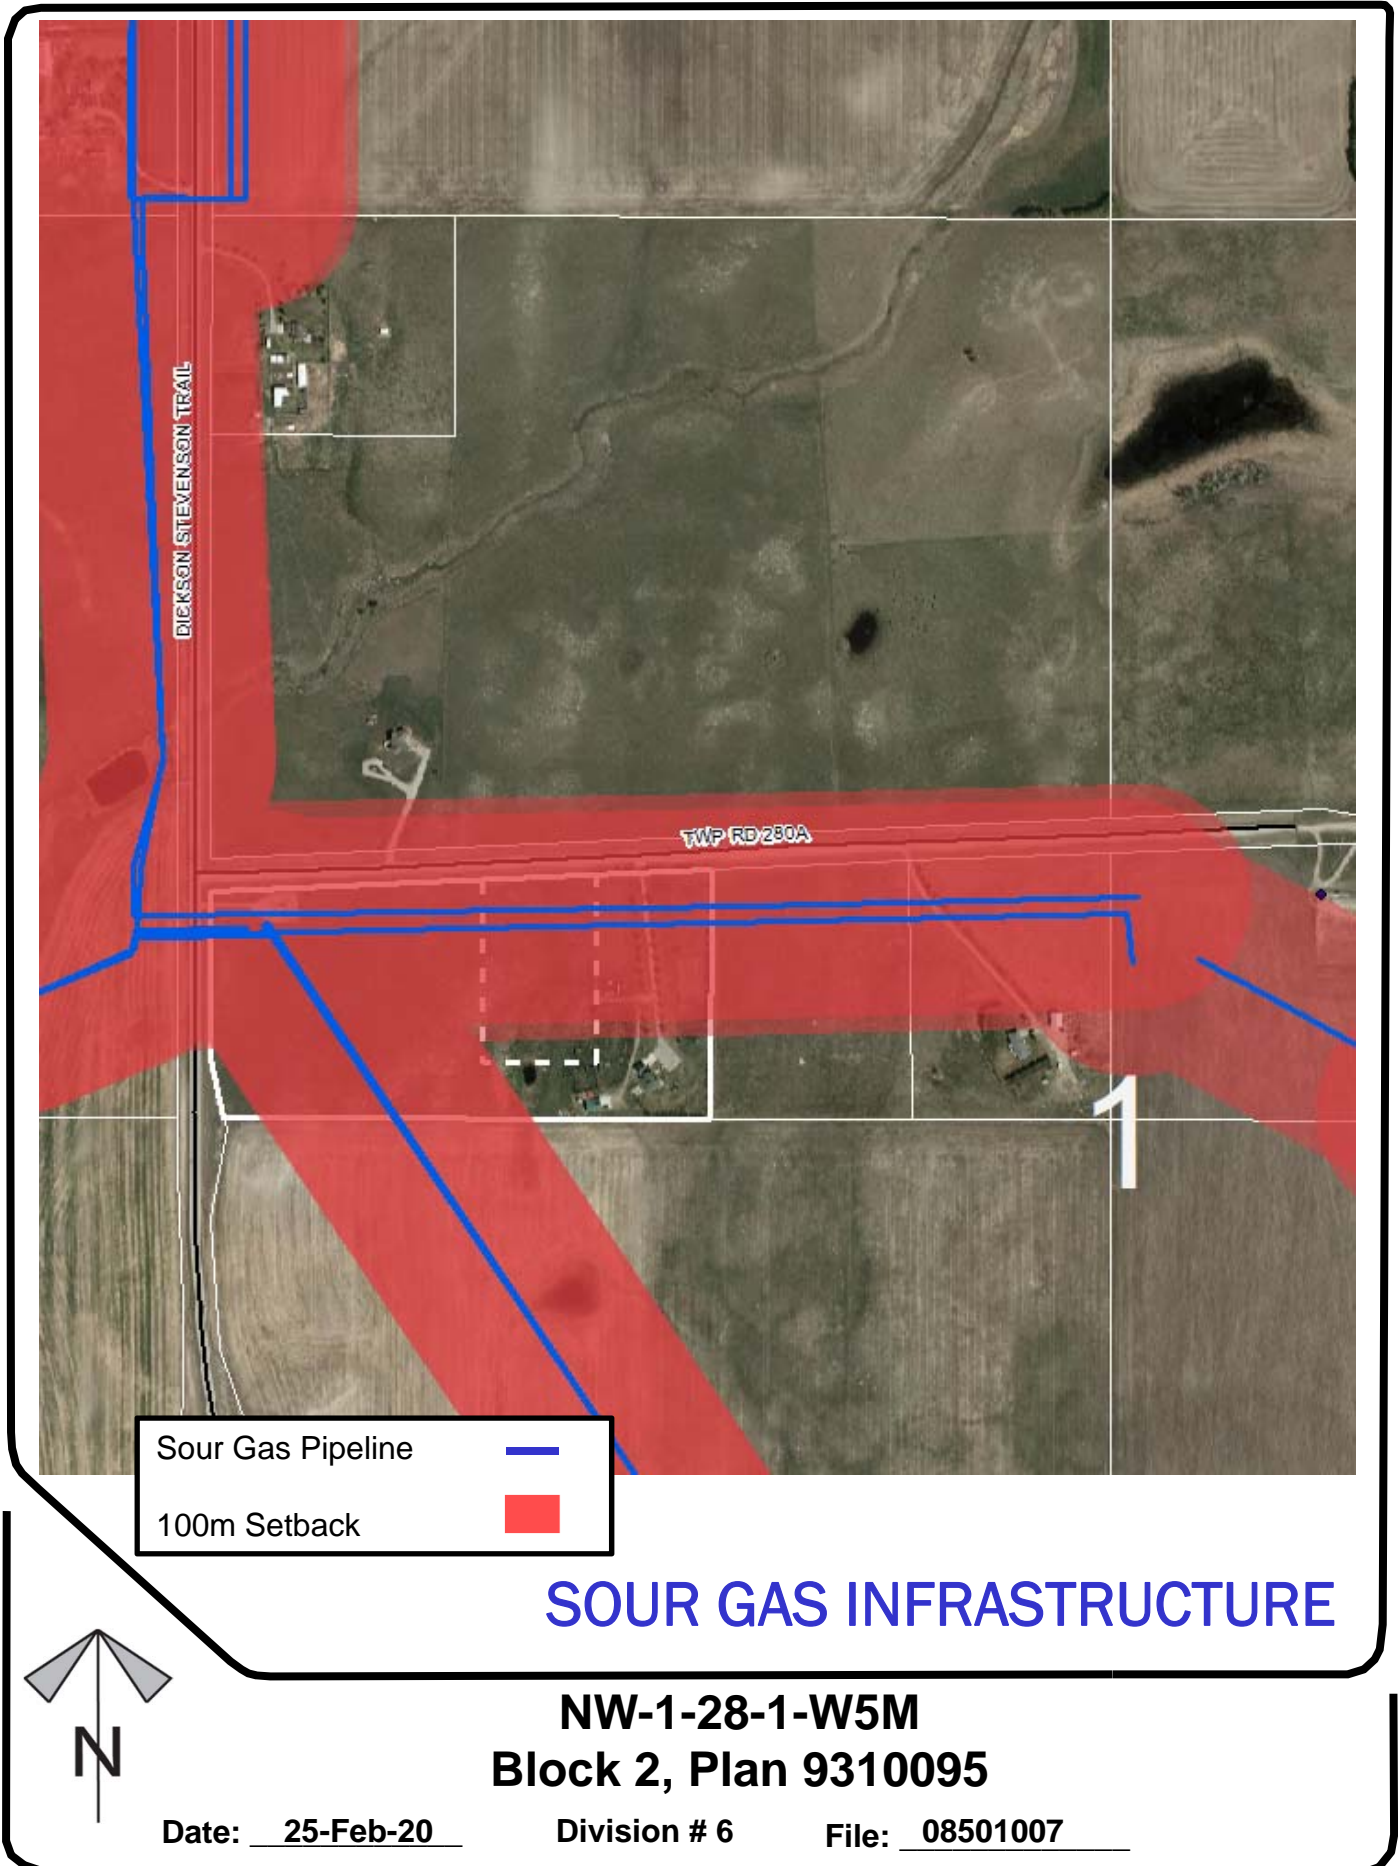 DICKSON STEVENSON TRAIL
TWP RD 280A
1
Sour Gas Pipeline
100m Setback
SOUR GAS INFRASTRUCTURE
N
NW-1-28-1-W5M
Block 2, Plan 9310095
Date: 25-Feb-20 Division # 6 File: 08501007